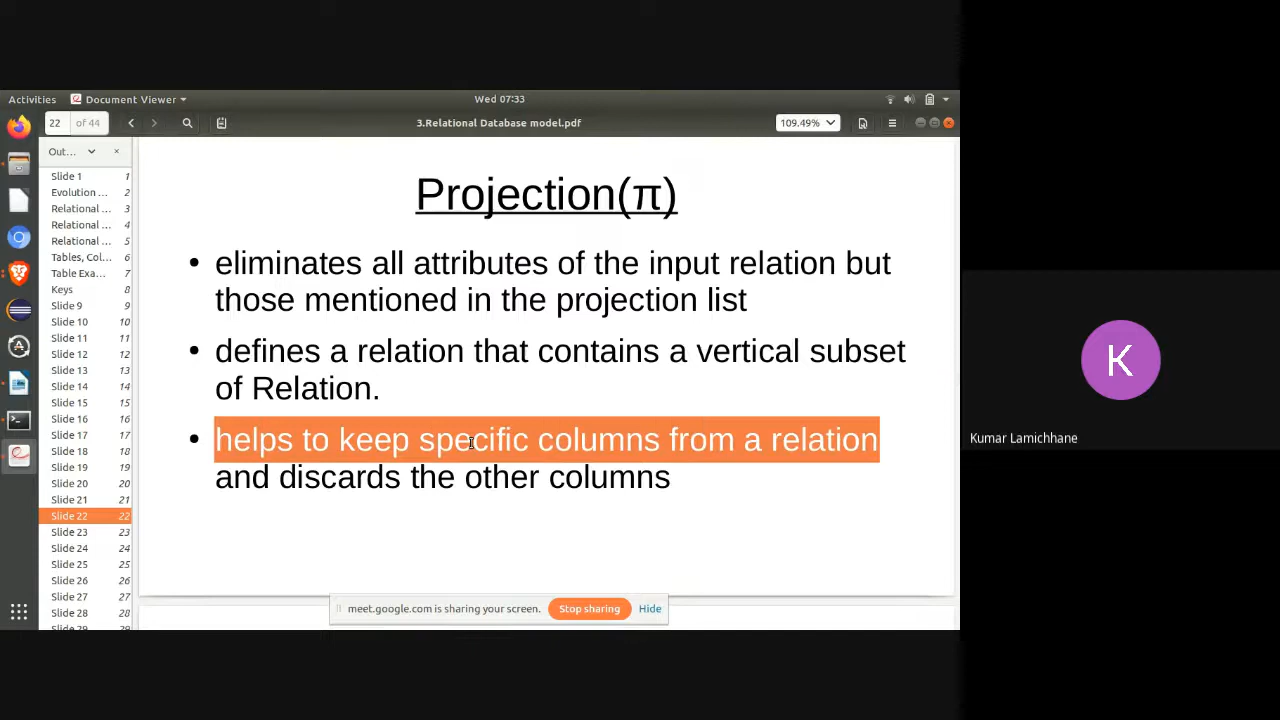 Activities Document Viewer Wed 07:33
22 of 44 3.Relational Database model.pdf 109.49%
Out...
Slide 1 1
Evolution ... 2
Relational ... 3
Relational ... 4
Relational ... 5
Tables, Col... 6
Table Exa... 7
Keys 8
Slide 9 9
Slide 10 10
Slide 11 11
Slide 12 12
Slide 13 13
Slide 14 14
Slide 15 15
Slide 16 16
Slide 17 17
Slide 18 18
Slide 19 19
Slide 20 20
Slide 21 21
Slide 22 22
Slide 23 23
Slide 24 24
Slide 25 25
Slide 26 26
Slide 27 27
Slide 28 28
Slide 29 29
Projection(π)
• eliminates all attributes of the input relation but
those mentioned in the projection list
• defines a relation that contains a vertical subset
of Relation.
• helps to keep specific columns from a relation
and discards the other columns
meet.google.com is sharing your screen. Stop sharing Hide
K
Kumar Lamichhane